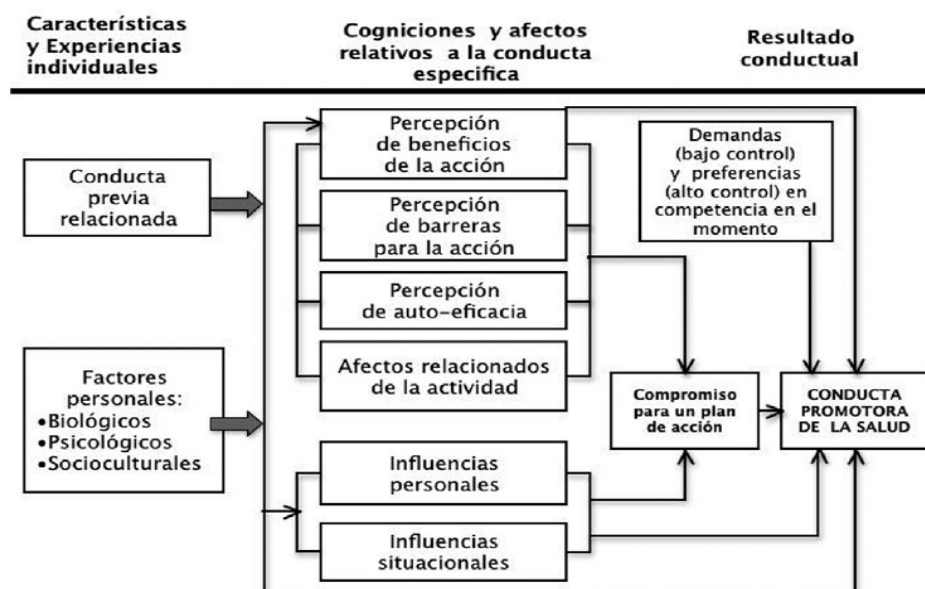 Características
y Experiencias
individuales
Cogniciones y afectos
relativos a la conducta
especifica
Resultado
conductual
Conducta
previa
relacionada
Factores
personales:
•Biológicos
•Psicológicos
•Socioculturales
Percepción
de beneficios
de la acción
Percepción
de barreras
para la acción
Percepción
de auto-eficacia
Afectos relacionados
de la actividad
Influencias
personales
Influencias
situacionales
Demandas
(bajo control)
y preferencias
(alto control) en
competencia en el
momento
Compromiso
para un plan
de acción
CONDUCTA
PROMOTORA
DE LA SALUD